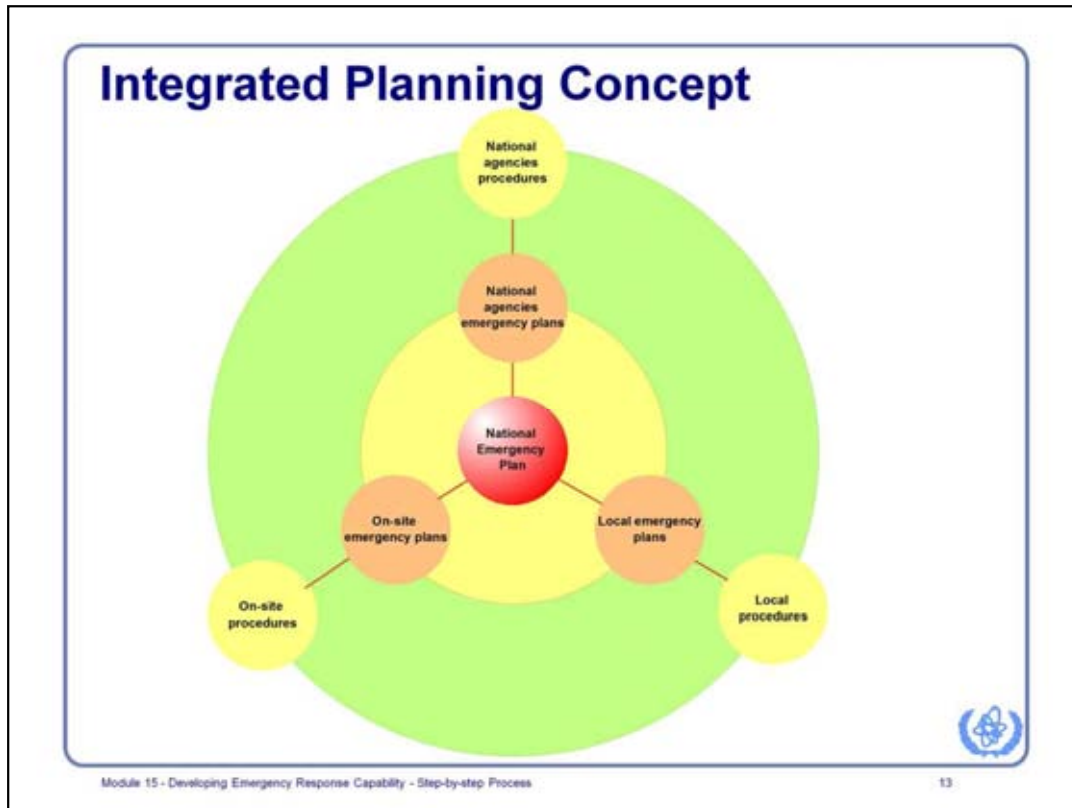 Integrated Planning Concept
National
agencies
procedures
National
agencies
emergency plans
National
Emergency
Plan
On-site
emergency plans
Local emergency
plans
On-site
procedures
Local
procedures
Module 15 - Developing Emergency Response Capability - Step-by-step Process
13